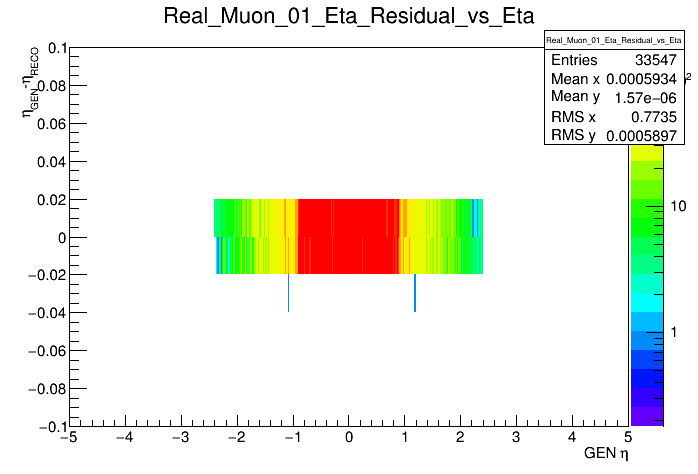 Real_Muon_01_Eta_Residual_vs_Eta
Real_Muon_01_Eta_Residual_vs_Eta
Entries 33547
Mean x 0.0005934
Mean y 1.57e−06
RMS x 0.7735
RMS y 0.0005897
ηGEN-ηRECO
0.1
0.08
0.06
0.04
0.02
0
−0.02
−0.04
−0.06
−0.08
−0.1
−5 −4 −3 −2 −1 0 1 2 3 4 5
GEN η
10
1